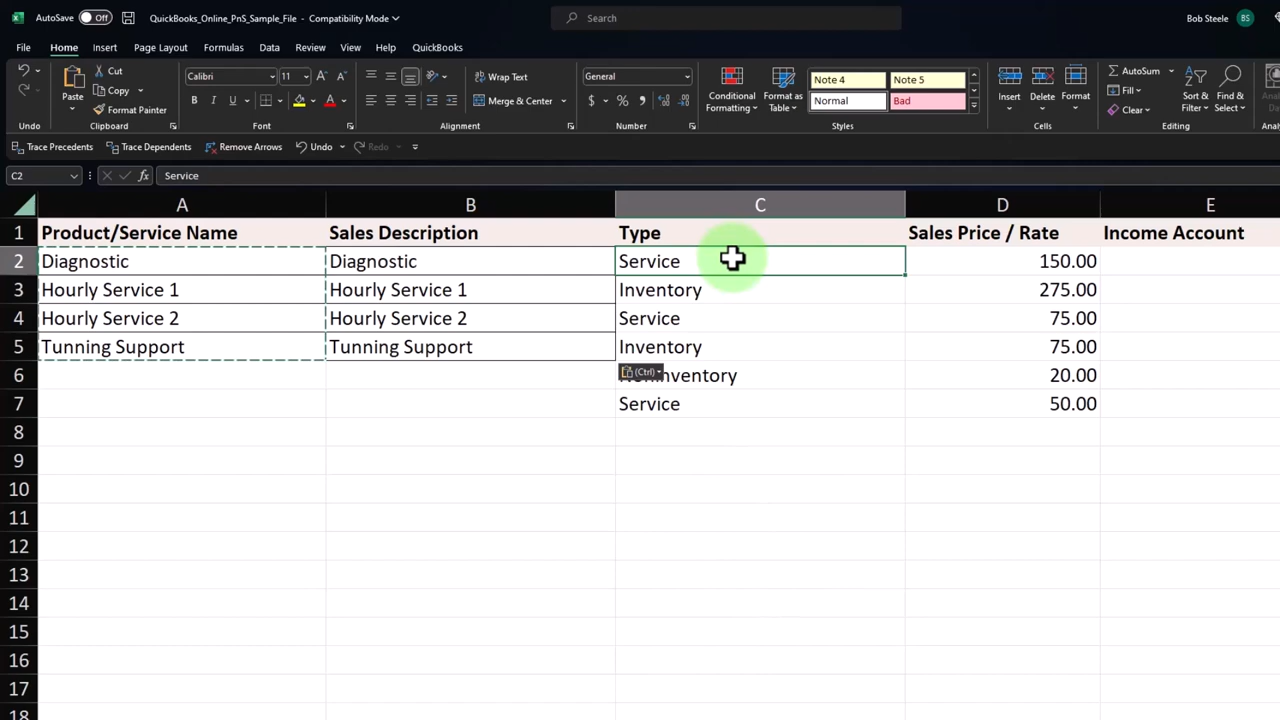 AutoSave Off QuickBooks_Online_PnS_Sample_File - Compatibility Mode Search Bob Steele BS
File Home Insert Page Layout Formulas Data Review View Help QuickBooks
Cut Calibri 11 Wrap Text General Note 4 Note 5 AutoSum
Paste Copy Conditional Formatting Format as Table Insert Delete Format Fill Sort & Filter Find & Select
Format Painter B I U A Merge & Center $ % Normal Bad Clear
Undo Clipboard Font Alignment Number Styles Cells Editing
Trace Precedents Trace Dependents Remove Arrows Undo Redo
C2 fx Service
A B C D E
1 Product/Service Name Sales Description Type Sales Price / Rate Income Account
2 Diagnostic Diagnostic Service 150.00
3 Hourly Service 1 Hourly Service 1 Inventory 275.00
4 Hourly Service 2 Hourly Service 2 Service 75.00
5 Tunning Support Tunning Support Inventory 75.00
(Ctrl)
6 inventory 20.00
7 Service 50.00
8
9
10
11
12
13
14
15
16
17
18